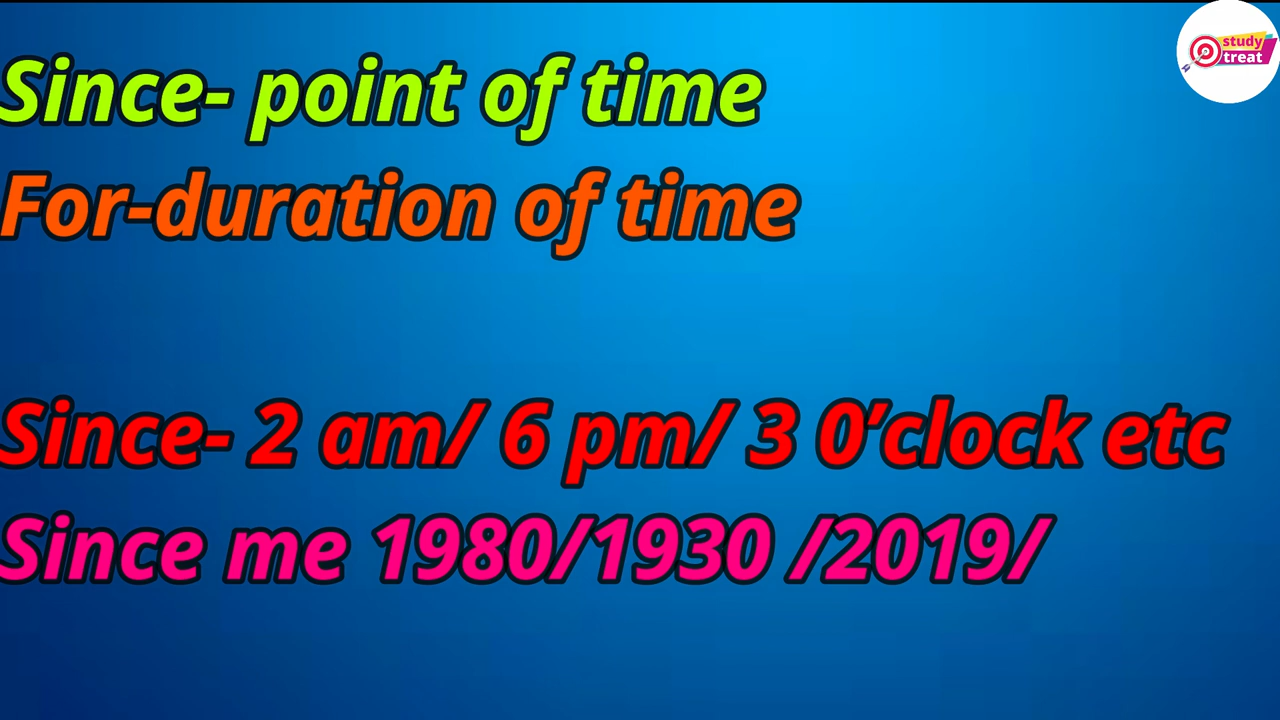 study
treat
Since- point of time
For-duration of time
Since- 2 am/ 6 pm/ 3 0’clock etc
Since me 1980/1930 /2019/